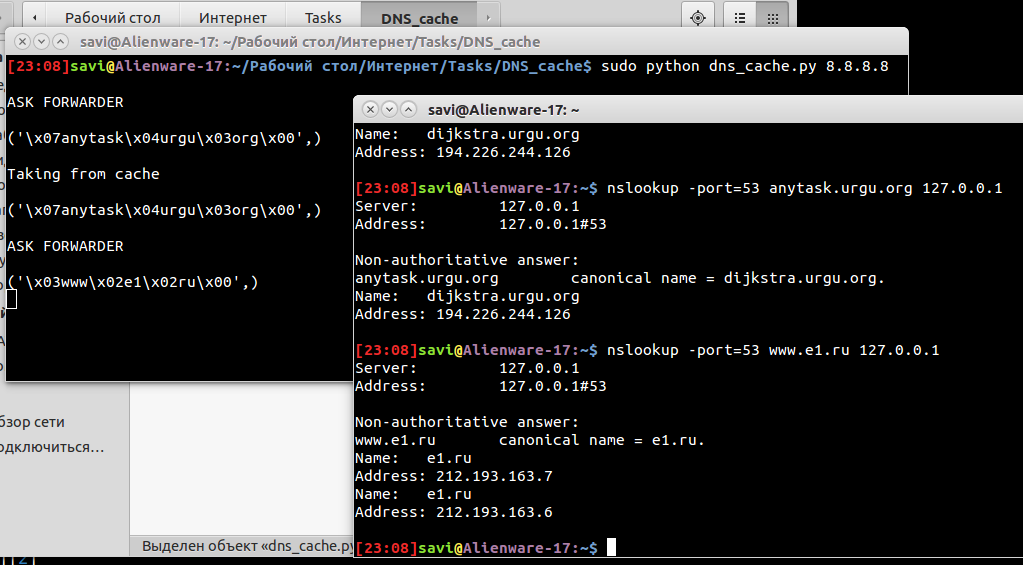 Рабочий стол
Интернет
Tasks
DNS_cache
savi@Alienware-17: ~/Рабочий стол/Интернет/Tasks/DNS_cache
[23:08]savi@Alienware-17:~/Рабочий стол/Интернет/Tasks/DNS_cache$ sudo python dns_cache.py 8.8.8.8
ASK FORWARDER
('\x07anytask\x04urgu\x03org\x00',)
Taking from cache
('\x07anytask\x04urgu\x03org\x00',)
ASK FORWARDER
('\x03www\x02e1\x02ru\x00',)
savi@Alienware-17: ~
Name:   dijkstra.urgu.org
Address: 194.226.244.126
[23:08]savi@Alienware-17:~$ nslookup -port=53 anytask.urgu.org 127.0.0.1
Server:         127.0.0.1
Address:        127.0.0.1#53
Non-authoritative answer:
anytask.urgu.org        canonical name = dijkstra.urgu.org.
Name:   dijkstra.urgu.org
Address: 194.226.244.126
[23:08]savi@Alienware-17:~$ nslookup -port=53 www.e1.ru 127.0.0.1
Server:         127.0.0.1
Address:        127.0.0.1#53
Non-authoritative answer:
www.e1.ru       canonical name = e1.ru.
Name:   e1.ru
Address: 212.193.163.7
Name:   e1.ru
Address: 212.193.163.6
[23:08]savi@Alienware-17:~$
бзор сети
одключиться...
Выделен объект «dns_cache.py